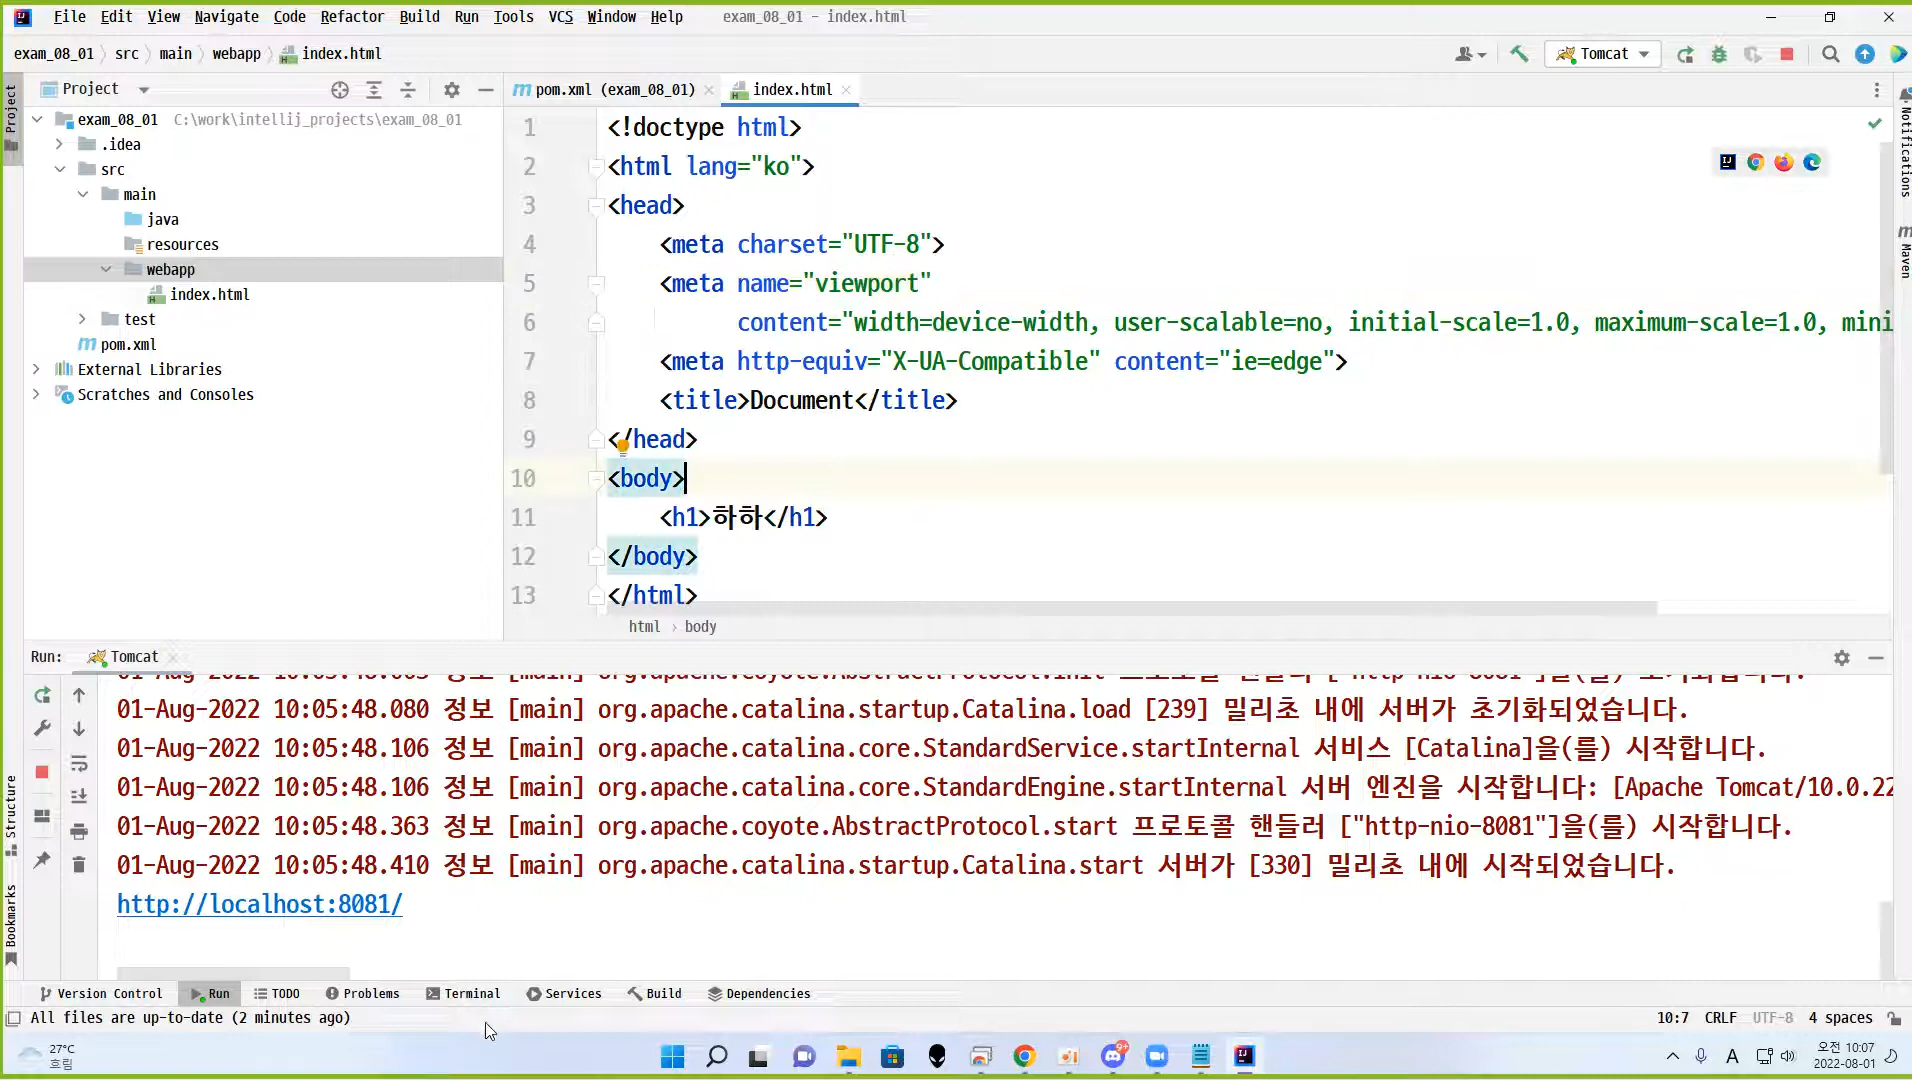 File Edit View Navigate Code Refactor Build Run Tools VCS Window Help exam_08_01 - index.html
exam_08_01 src main webapp index.html
Tomcat
Project
Project
exam_08_01 C:\work\intellij_projects\exam_08_01
.idea
src
main
java
resources
webapp
index.html
test
pom.xml
External Libraries
Scratches and Consoles
pom.xml (exam_08_01) index.html
1 <!doctype html>
2 <html lang="ko">
3 <head>
4 <meta charset="UTF-8">
5 <meta name="viewport"
6 content="width=device-width, user-scalable=no, initial-scale=1.0, maximum-scale=1.0, mini
7 <meta http-equiv="X-UA-Compatible" content="ie=edge">
8 <title>Document</title>
9 </head>
10 <body>
11 <h1>하하</h1>
12 </body>
13 </html>
html › body
Notifications
Maven
Run: Tomcat
01-Aug-2022 10:05:48.080 정보 [main] org.apache.catalina.startup.Catalina.load [239] 밀리초 내에 서버가 초기화되었습니다.
01-Aug-2022 10:05:48.106 정보 [main] org.apache.catalina.core.StandardService.startInternal 서비스 [Catalina]을(를) 시작합니다.
01-Aug-2022 10:05:48.106 정보 [main] org.apache.catalina.core.StandardEngine.startInternal 서버 엔진을 시작합니다: [Apache Tomcat/10.0.22
01-Aug-2022 10:05:48.363 정보 [main] org.apache.coyote.AbstractProtocol.start 프로토콜 핸들러 ["http-nio-8081"]을(를) 시작합니다.
01-Aug-2022 10:05:48.410 정보 [main] org.apache.catalina.startup.Catalina.start 서버가 [330] 밀리초 내에 시작되었습니다.
http://localhost:8081/
Structure
Bookmarks
Version Control Run TODO Problems Terminal Services Build Dependencies
All files are up-to-date (2 minutes ago) 10:7 CRLF UTF-8 4 spaces
27°C
흐림
9+
A
오전 10:07
2022-08-01